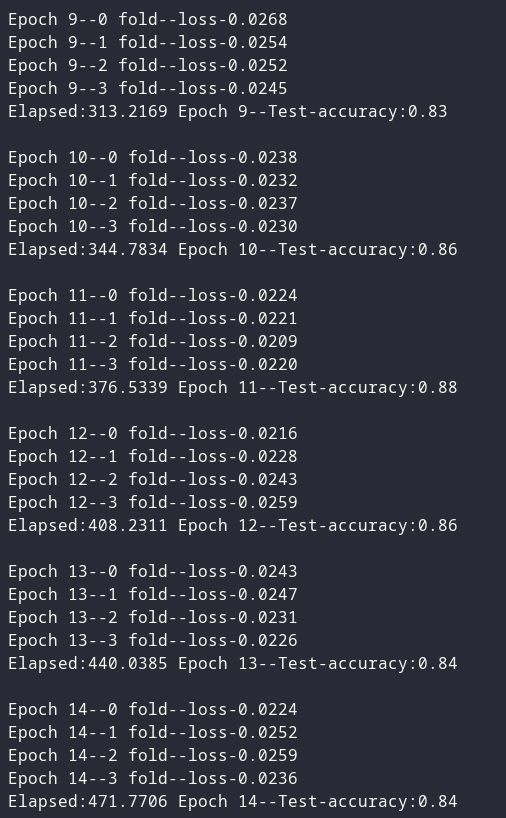 Epoch 9--0 fold--loss-0.0268
Epoch 9--1 fold--loss-0.0254
Epoch 9--2 fold--loss-0.0252
Epoch 9--3 fold--loss-0.0245
Elapsed:313.2169 Epoch 9--Test-accuracy:0.83
Epoch 10--0 fold--loss-0.0238
Epoch 10--1 fold--loss-0.0232
Epoch 10--2 fold--loss-0.0237
Epoch 10--3 fold--loss-0.0230
Elapsed:344.7834 Epoch 10--Test-accuracy:0.86
Epoch 11--0 fold--loss-0.0224
Epoch 11--1 fold--loss-0.0221
Epoch 11--2 fold--loss-0.0209
Epoch 11--3 fold--loss-0.0220
Elapsed:376.5339 Epoch 11--Test-accuracy:0.88
Epoch 12--0 fold--loss-0.0216
Epoch 12--1 fold--loss-0.0228
Epoch 12--2 fold--loss-0.0243
Epoch 12--3 fold--loss-0.0259
Elapsed:408.2311 Epoch 12--Test-accuracy:0.86
Epoch 13--0 fold--loss-0.0243
Epoch 13--1 fold--loss-0.0247
Epoch 13--2 fold--loss-0.0231
Epoch 13--3 fold--loss-0.0226
Elapsed:440.0385 Epoch 13--Test-accuracy:0.84
Epoch 14--0 fold--loss-0.0224
Epoch 14--1 fold--loss-0.0252
Epoch 14--2 fold--loss-0.0259
Epoch 14--3 fold--loss-0.0236
Elapsed:471.7706 Epoch 14--Test-accuracy:0.84